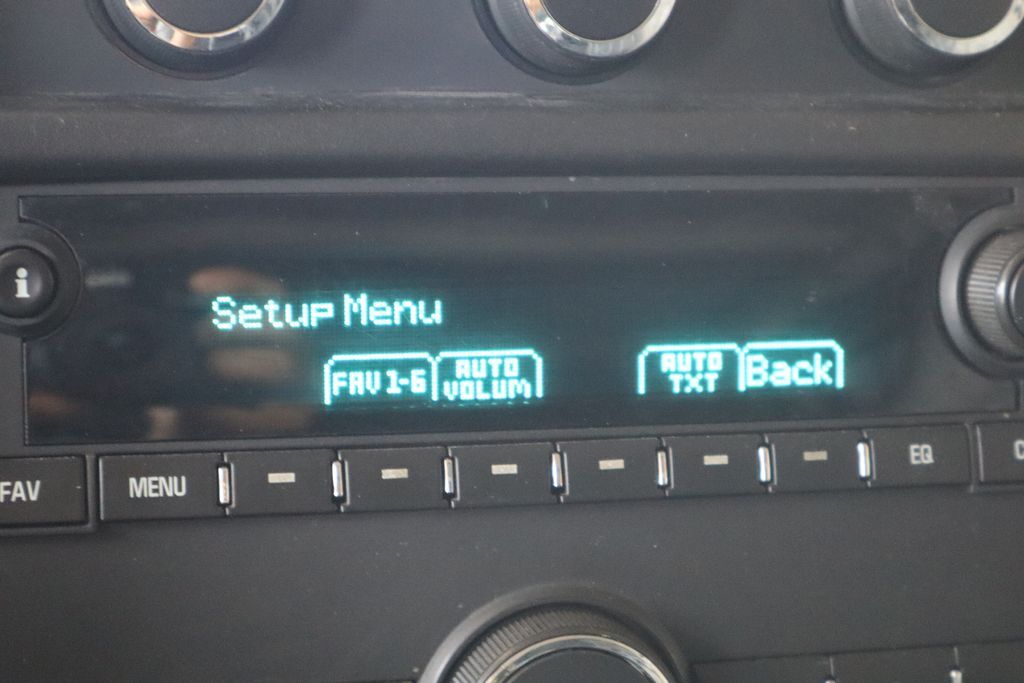 i
Setup Menu
FAV 1-6
AUTO
VOLUM
AUTO
TXT
Back
FAV
MENU
EQ